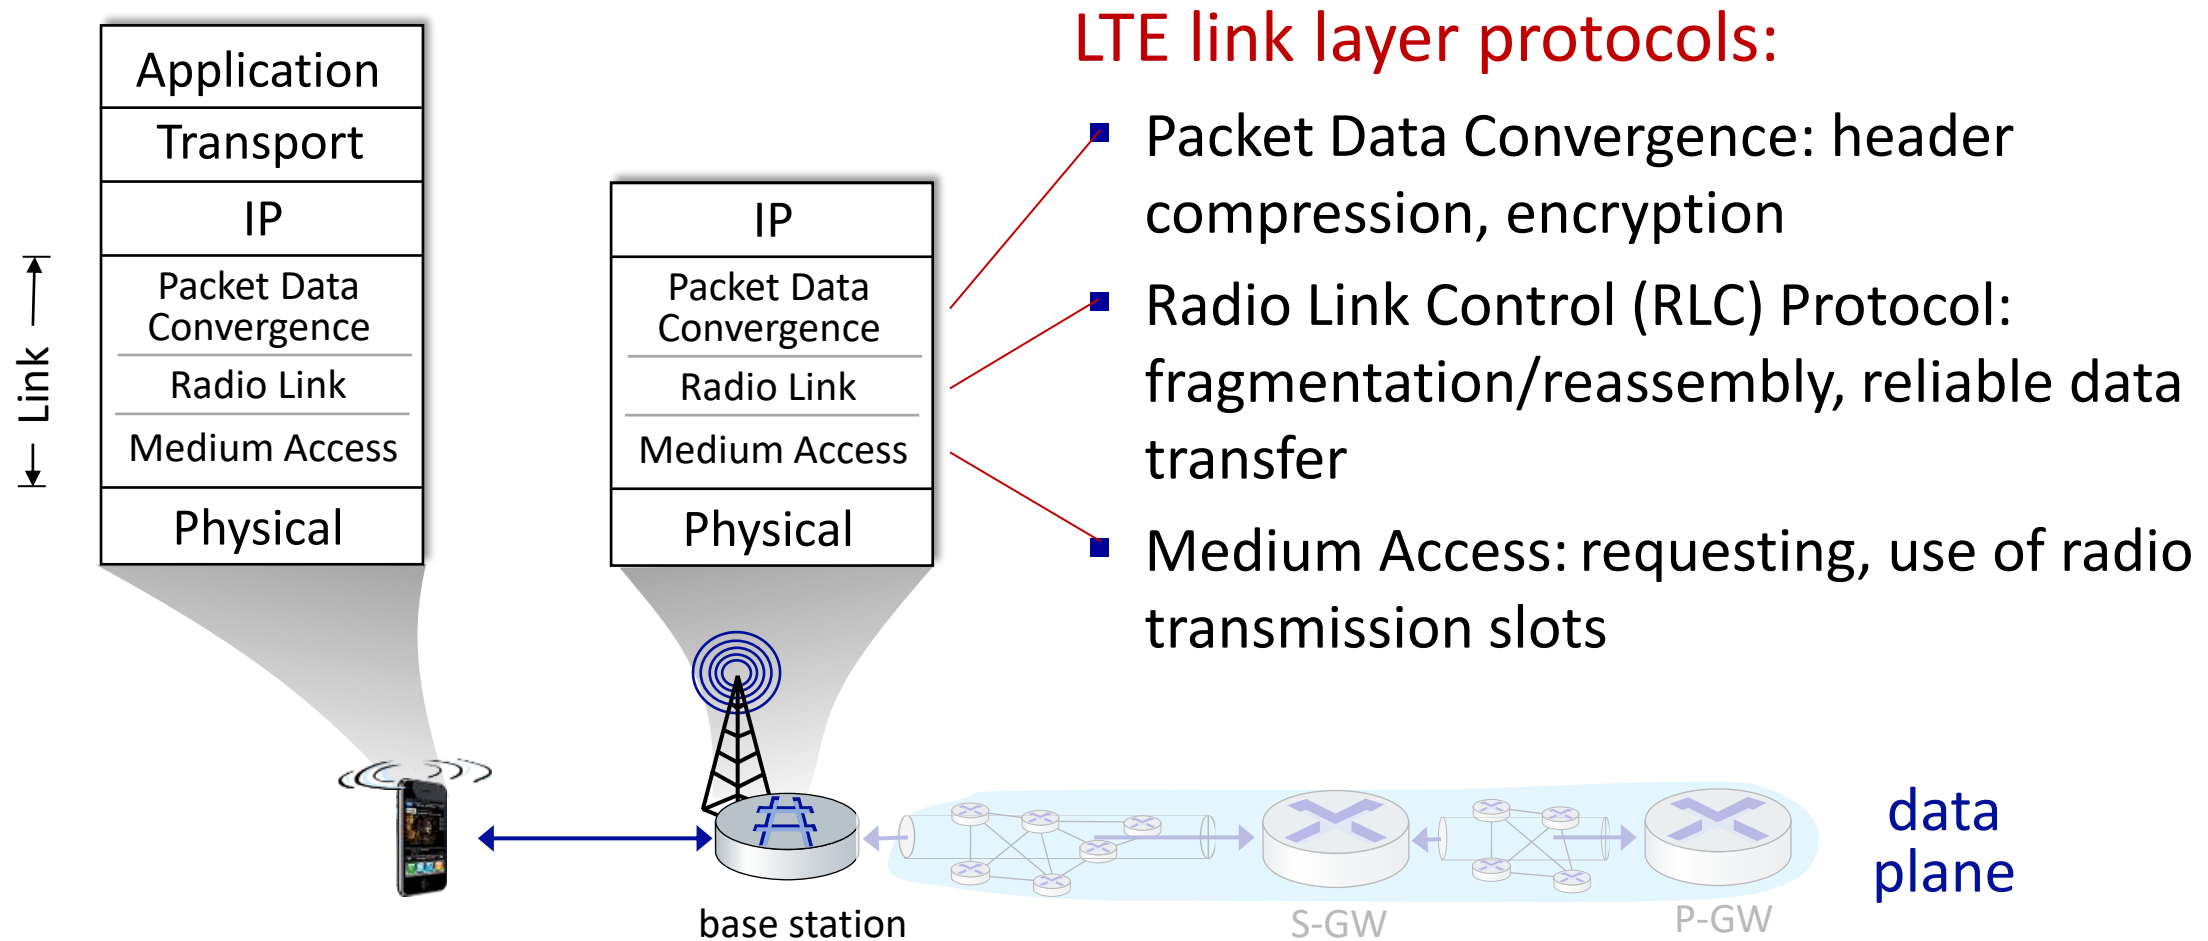 Application
Transport
IP
Packet Data
Convergence
Radio Link
Medium Access
Physical
Link
IP
Packet Data
Convergence
Radio Link
Medium Access
Physical
LTE link layer protocols:
Packet Data Convergence: header
compression, encryption
Radio Link Control (RLC) Protocol:
fragmentation/reassembly, reliable data
transfer
Medium Access: requesting, use of radio
transmission slots
base station
S-GW
P-GW
data
plane